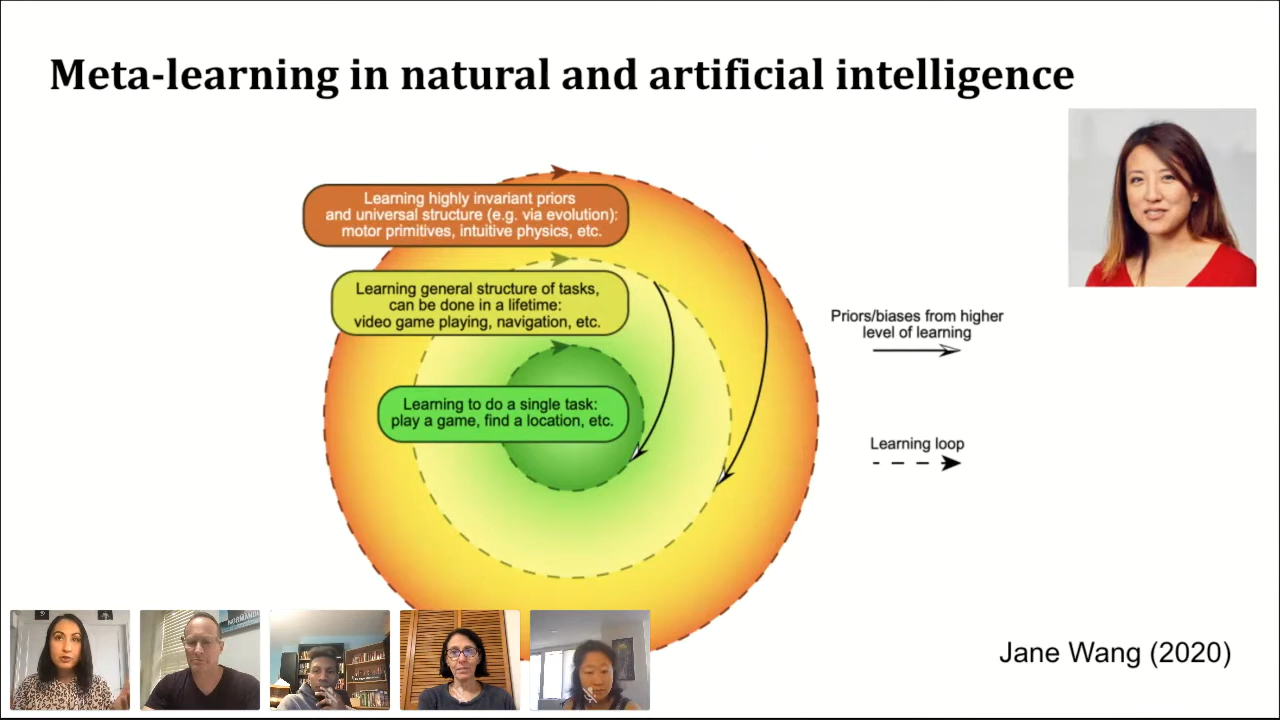 Meta-learning in natural and artificial intelligence
Learning highly invariant priors
and universal structure (e.g. via evolution):
motor primitives, intuitive physics, etc.
Learning general structure of tasks,
can be done in a lifetime:
video game playing, navigation, etc.
Learning to do a single task:
play a game, find a location, etc.
Priors/biases from higher
level of learning
Learning loop
Jane Wang (2020)